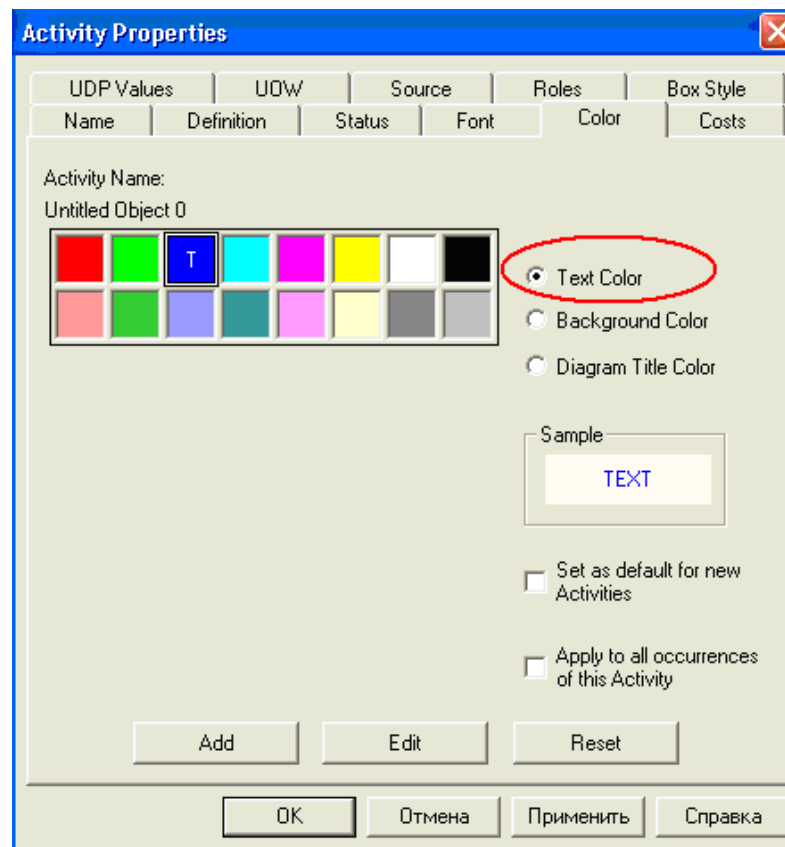 Activity Properties
UDP Values UOW Source Roles Box Style
Name Definition Status Font Color Costs
Activity Name:
Untitled Object 0
T
Text Color
Background Color
Diagram Title Color
Sample
TEXT
Set as default for new
Activities
Apply to all occurrences
of this Activity
Add Edit Reset
OK Отмена Применить Справка